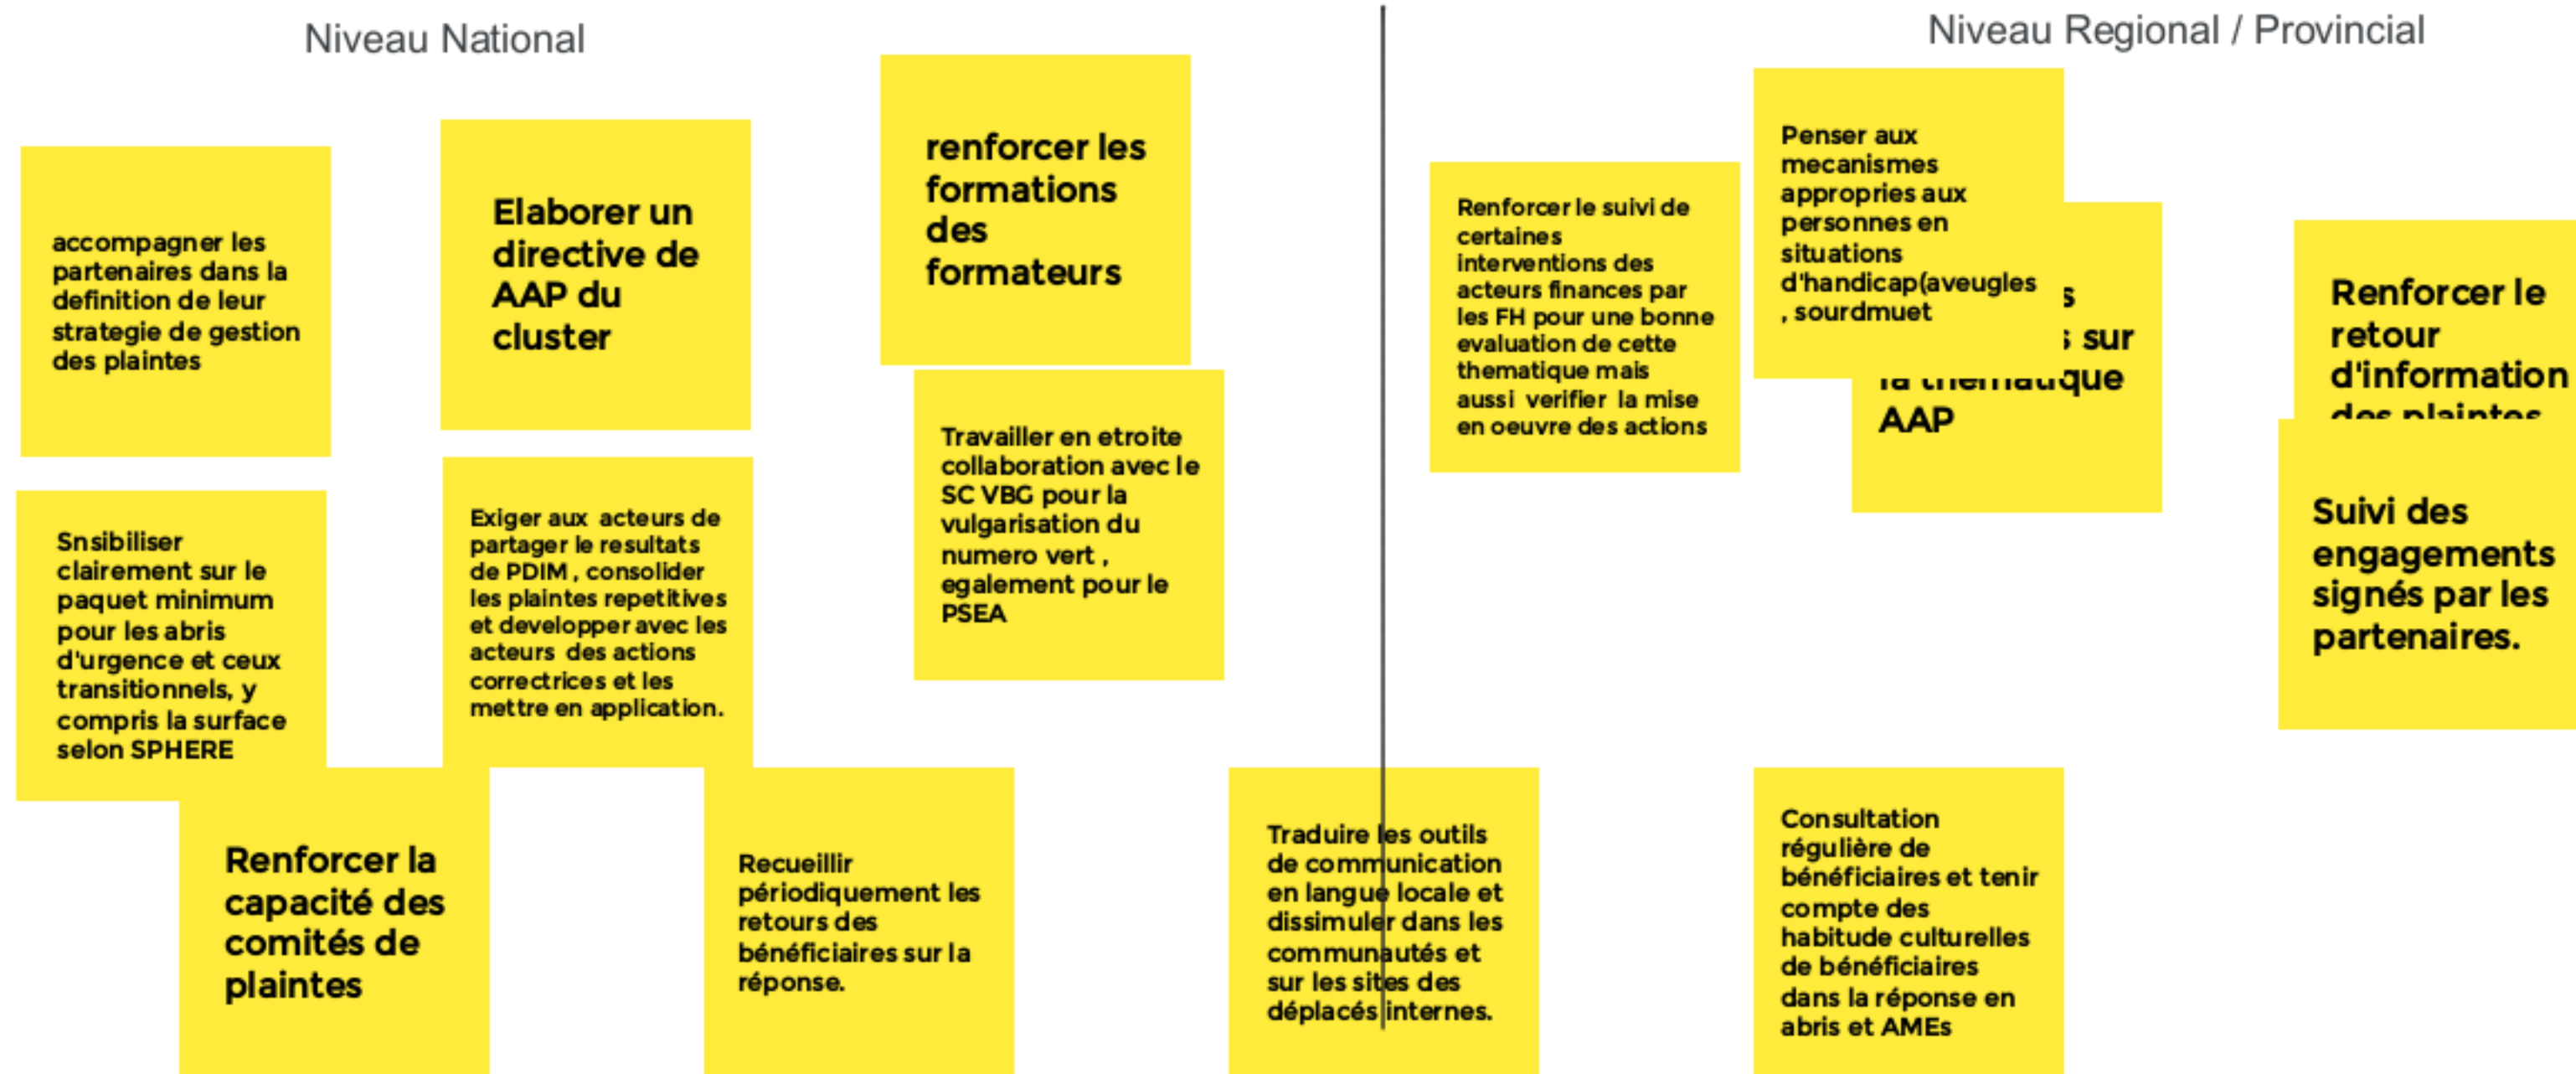 Niveau National
Niveau Regional / Provincial
accompagner les
partenaires dans la
definition de leur
strategie de gestion
des plaintes
Elaborer un
directive de
AAP du
cluster
renforcer les
formations
des
formateurs
Snsibiliser
clairement sur le
paquet minimum
pour les abris
d'urgence et ceux
transitionnels, y
compris la surface
selon SPHERE
Exiger aux acteurs de
partager le resultats
de PDIM , consolider
les plaintes repetitives
et developper avec les
acteurs des actions
correctrices et les
mettre en application.
Travailler en etroite
collaboration avec le
SC VBG pour la
vulgarisation du
numero vert ,
egalement pour le
PSEA
Renforcer la
capacité des
comités de
plaintes
Recueillir
périodiquement les
retours des
bénéficiaires sur la
réponse.
Traduire les outils
de communication
en langue locale et
dissimuler dans les
communautés et
sur les sites des
déplacés internes.
Renforcer le suivi de
certaines
interventions des
acteurs finances par
les FH pour une bonne
evaluation de cette
thematique mais
aussi verifier la mise
en oeuvre des actions
Penser aux
mecanismes
appropries aux
personnes en
situations
d'handicap(aveugles
, sourdmuet
sur
la thematique
AAP
Renforcer le
retour
d'information
des plaintes
Suivi des
engagements
signés par les
partenaires.
Consultation
régulière de
bénéficiaires et tenir
compte des
habitude culturelles
de bénéficiaires
dans la réponse en
abris et AMEs